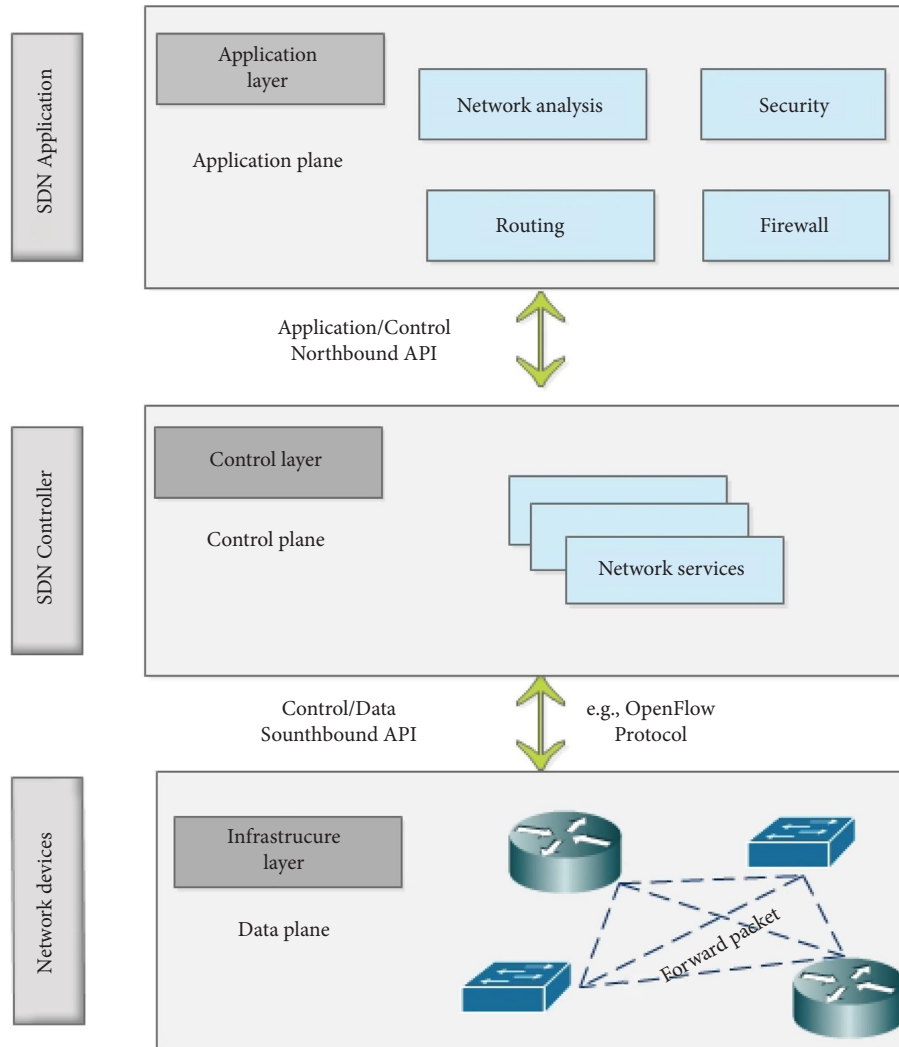 SDN Application
Application
layer
Application plane
Network analysis
Security
Routing
Firewall
Application/Control
Northbound API
SDN Controller
Control layer
Control plane
Network services
Control/Data
Sounthbound API
e.g., OpenFlow
Protocol
Network devices
Infrastrucure
layer
Data plane
Forward packet